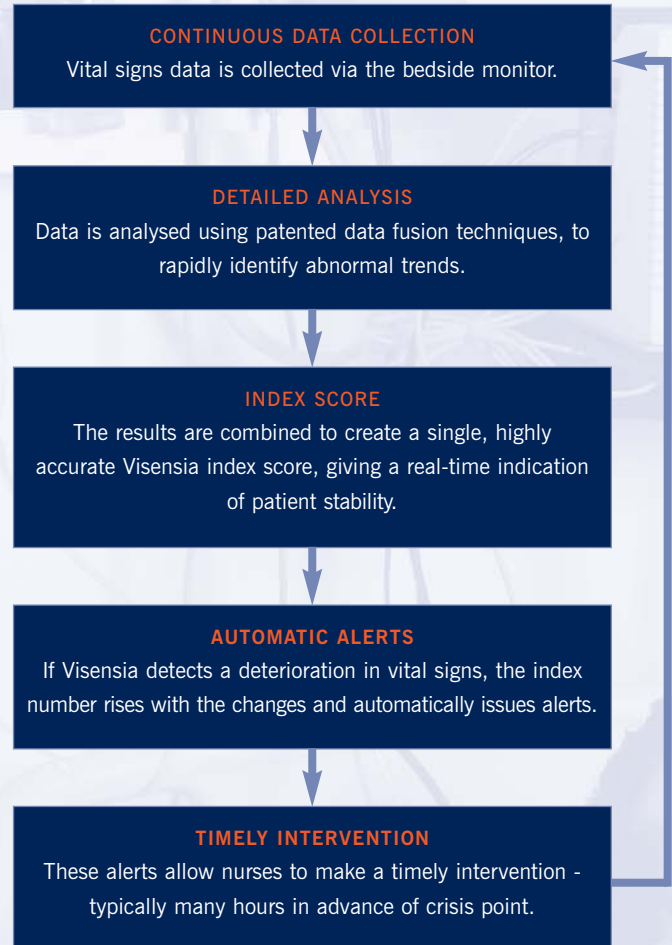 CONTINUOUS DATA COLLECTION
Vital signs data is collected via the bedside monitor.
DETAILED ANALYSIS
Data is analysed using patented data fusion techniques, to
rapidly identify abnormal trends.
INDEX SCORE
The results are combined to create a single, highly
accurate Visensia index score, giving a real-time indication
of patient stability.
AUTOMATIC ALERTS
If Visensia detects a deterioration in vital signs, the index
number rises with the changes and automatically issues alerts.
TIMELY INTERVENTION
These alerts allow nurses to make a timely intervention -
typically many hours in advance of crisis point.